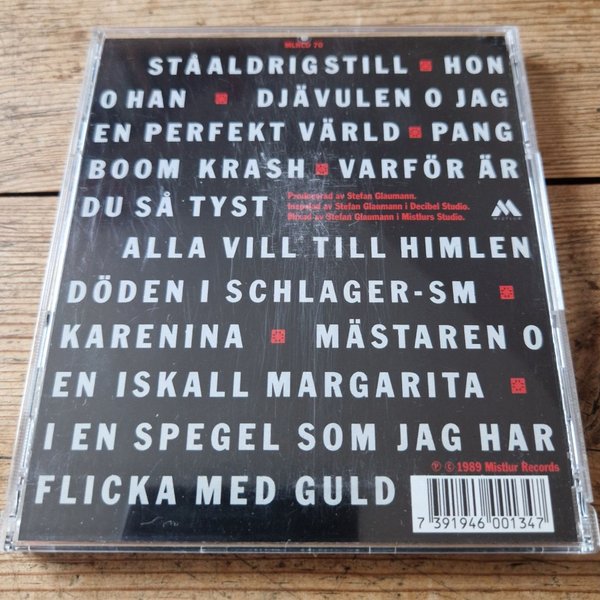 MLRCD 70
STÅALDRIGSTILL HON
O HAN DJÄVULEN O JAG
EN PERFEKT VÄRLD PANG
BOOM KRASH VARFÖR ÄR
DU SÅ TYST
Producerad av Stefan Glaumann.
Inspelad av Stefan Glaumann i Decibel Studio.
Mixad av Stefan Glaumann i Mistlurs Studio.
MISTLUR
ALLA VILL TILL HIMLEN
DÖDEN I SCHLAGER-SM
KARENINA MÄSTAREN O
EN ISKALL MARGARITA
I EN SPEGEL SOM JAG HAR
℗ © 1989 Mistlur Records
FLICKA MED GULD
7 391946 001347